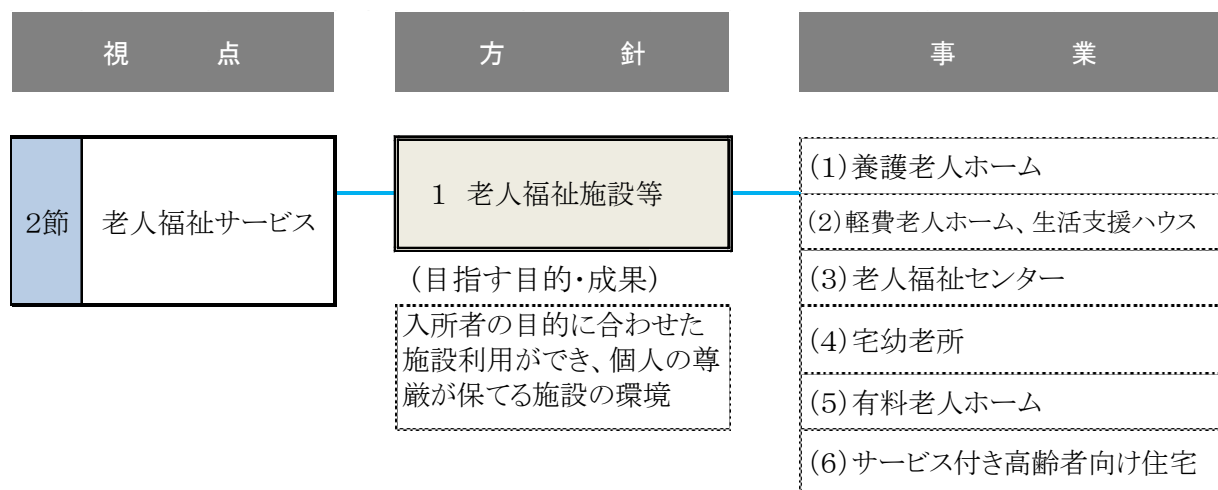 視　点
方　針
事　業
2節
老人福祉サービス
1 老人福祉施設等
(目指す目的・成果)
入所者の目的に合わせた
施設利用ができ、個人の尊
厳が保てる施設の環境
(1)養護老人ホーム
(2)軽費老人ホーム、生活支援ハウス
(3)老人福祉センター
(4)宅幼老所
(5)有料老人ホーム
(6)サービス付き高齢者向け住宅